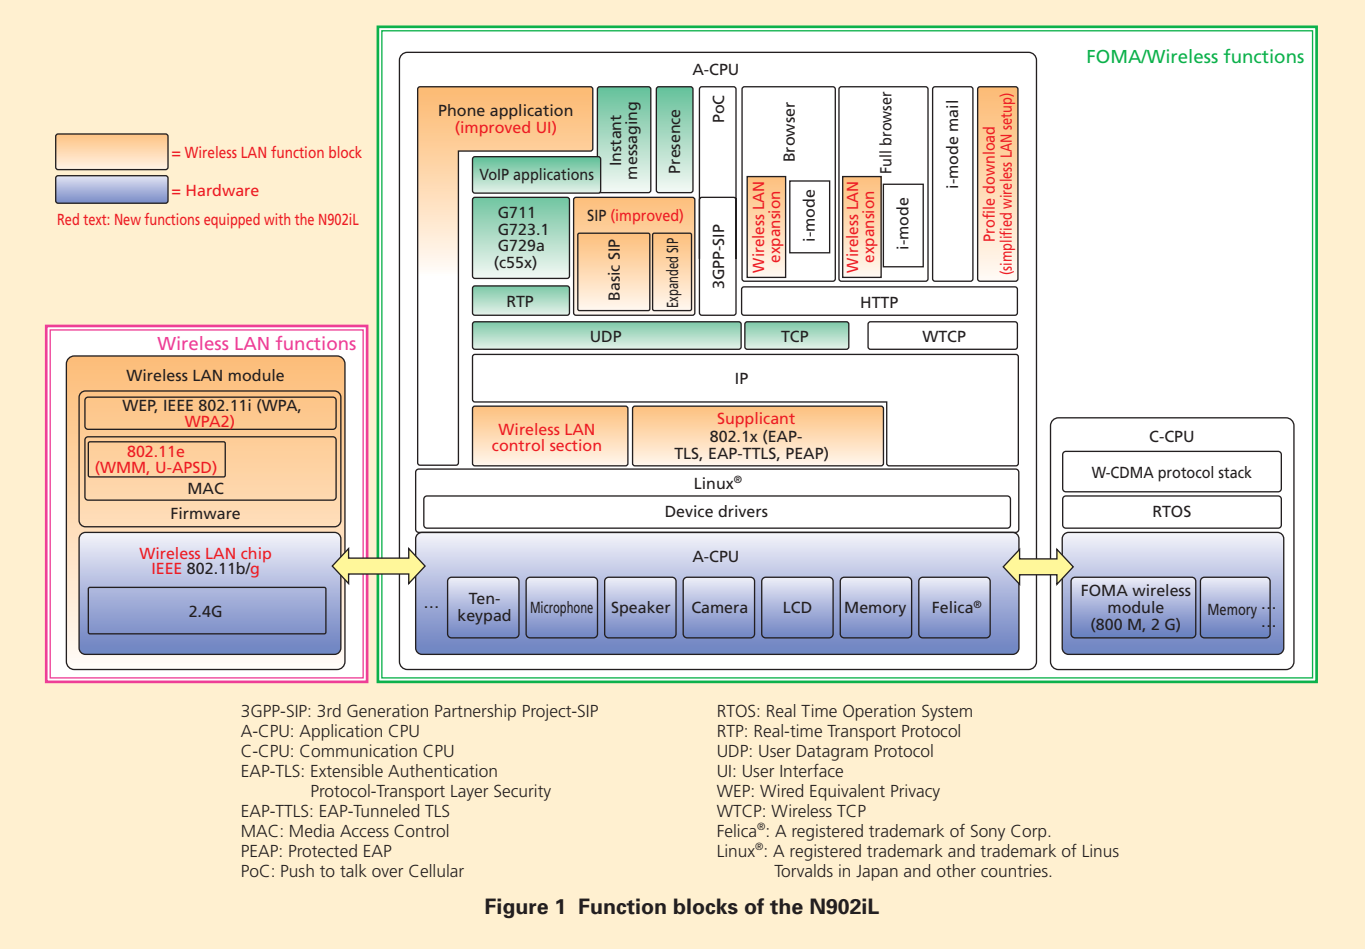 FOMA/Wireless functions
A-CPU
Phone application
(improved UI)
Instant
messaging
Presence
PoC
Browser
Full browser
i-mode mail
Profile download
(simplified wireless LAN setup)
= Wireless LAN function block
= Hardware
Red text: New functions equipped with the N902iL
VoIP applications
G711
G723.1
G729a
(c55x)
SIP (improved)
Basic SIP
Expanded SIP
3GPP-SIP
Wireless LAN
expansion
i-mode
Wireless LAN
expansion
i-mode
RTP
HTTP
UDP
TCP
WTCP
IP
Wireless LAN
control section
Supplicant
802.1x (EAP-
TLS, EAP-TTLS, PEAP)
Linux®
Device drivers
A-CPU
...
Ten-
keypad
Microphone
Speaker
Camera
LCD
Memory
Felica®
Wireless LAN functions
Wireless LAN module
WEP, IEEE 802.11i (WPA,
WPA2)
802.11e
(WMM, U-APSD)
MAC
Firmware
Wireless LAN chip
IEEE 802.11b/g
2.4G
C-CPU
W-CDMA protocol stack
RTOS
FOMA wireless
module
(800 M, 2 G)
Memory ...
...
3GPP-SIP: 3rd Generation Partnership Project-SIP
A-CPU: Application CPU
C-CPU: Communication CPU
EAP-TLS: Extensible Authentication
Protocol-Transport Layer Security
EAP-TTLS: EAP-Tunneled TLS
MAC: Media Access Control
PEAP: Protected EAP
PoC: Push to talk over Cellular
RTOS: Real Time Operation System
RTP: Real-time Transport Protocol
UDP: User Datagram Protocol
UI: User Interface
WEP: Wired Equivalent Privacy
WTCP: Wireless TCP
Felica®: A registered trademark of Sony Corp.
Linux®: A registered trademark and trademark of Linus
Torvalds in Japan and other countries.
Figure 1 Function blocks of the N902iL